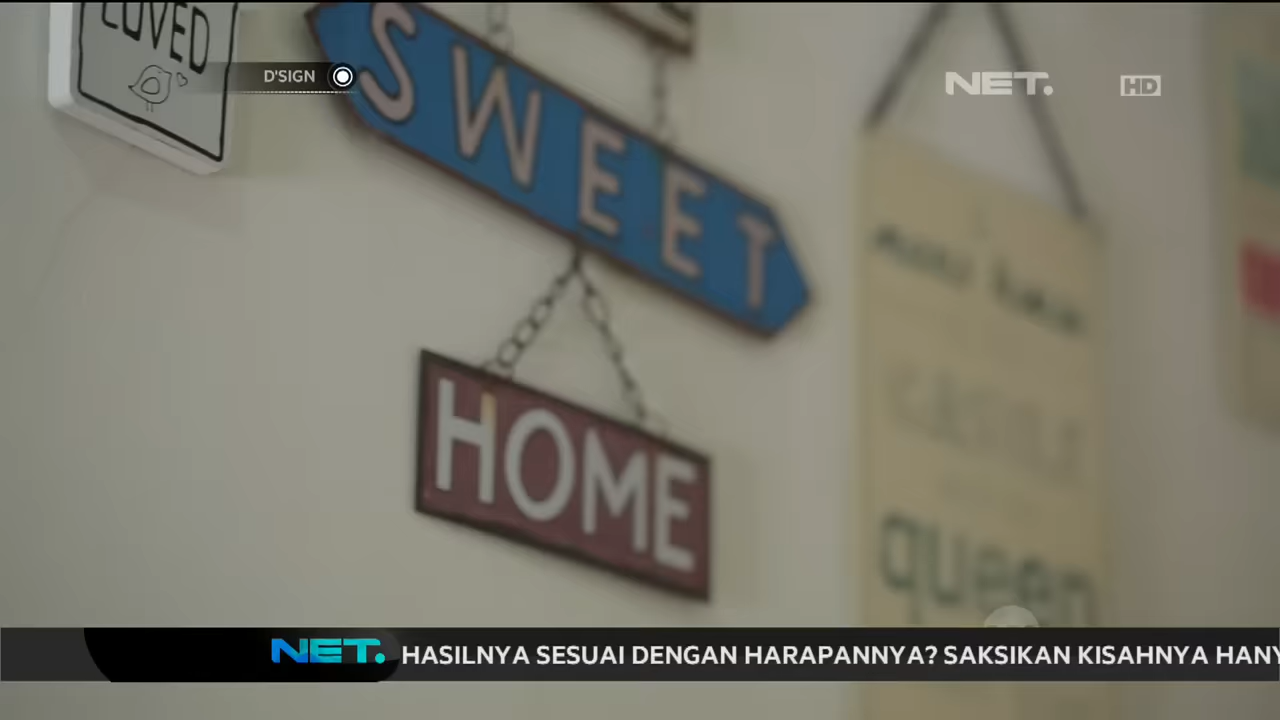 LOVED
D'SIGN
NET.
HD
SWEET
HOME
queen
NET. HASILNYA SESUAI DENGAN HARAPANNYA? SAKSIKAN KISAHNYA HANY